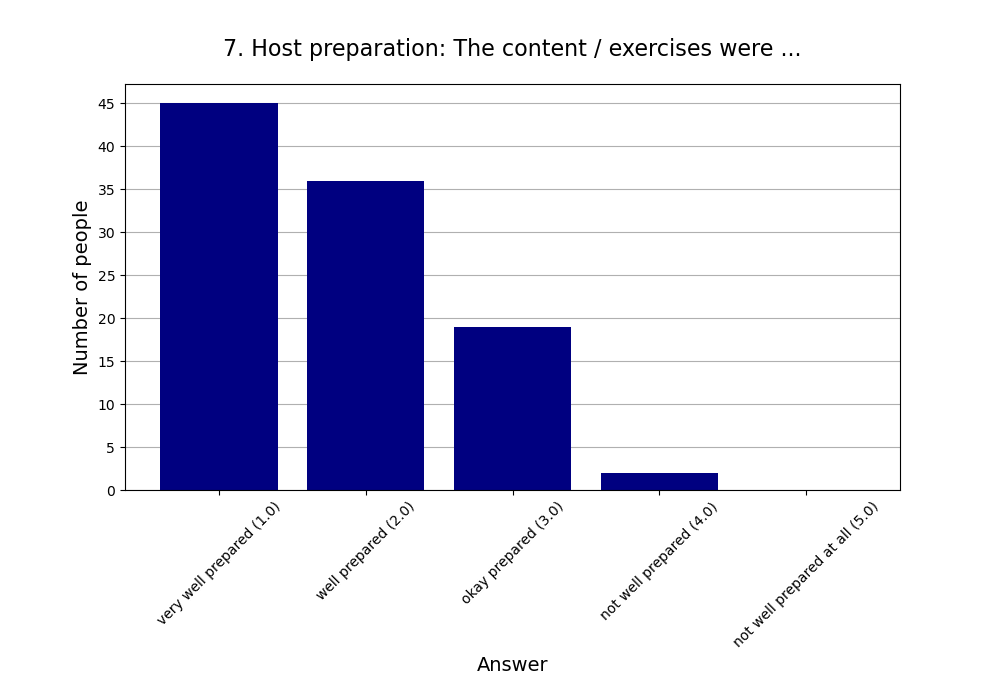 7. Host preparation: The content / exercises were ...
Number of people
45
40
35
30
25
20
15
10
5
0
very well prepared (1.0)
well prepared (2.0)
okay prepared (3.0)
not well prepared (4.0)
not well prepared at all (5.0)
Answer